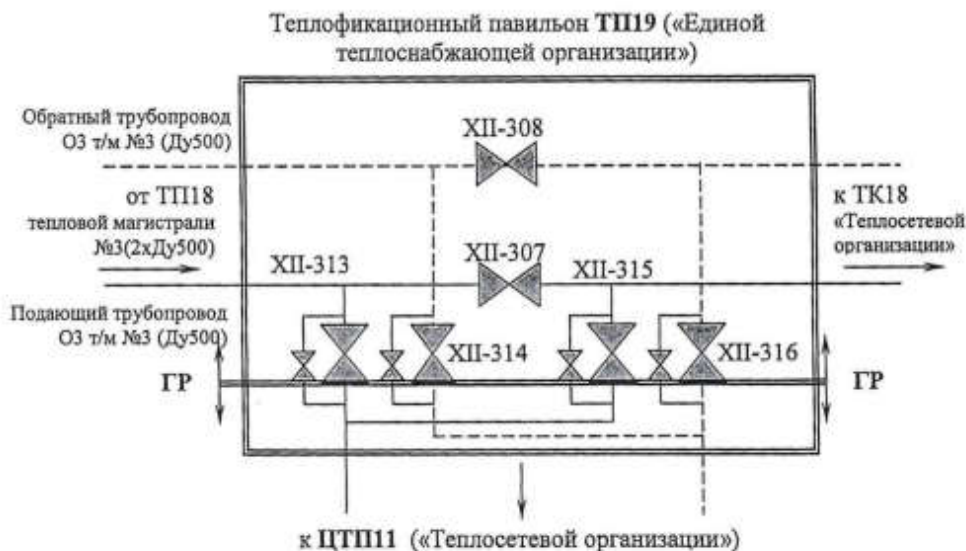 Теплофикационный павильон ТП19 («Единой
теплоснабжающей организации»)
Обратный трубопровод
ОЗ т/м №3 (Ду500)
XII-308
от ТП18
тепловой магистрали
№3(2хДу500)
к ТК18
«Теплосетевой
организации»
XII-313
XII-307
XII-315
Подающий трубопровод
ОЗ т/м №3 (Ду500)
XII-314
XII-316
ГР
ГР
к ЦТП11 («Теплосетевой организации»)